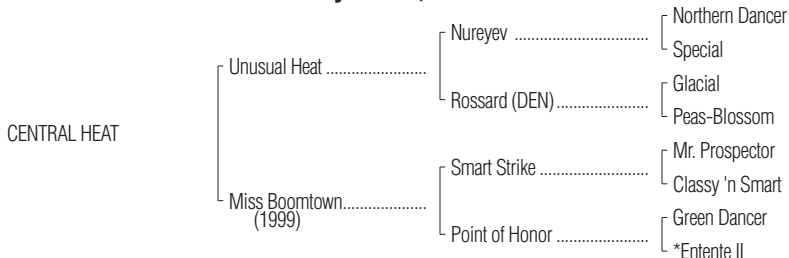 Northern Dancer
Nureyev ................................
Special
Unusual Heat ........................
Glacial
Rossard (DEN) ......................
Peas-Blossom
CENTRAL HEAT
Mr. Prospector
Smart Strike ..........................
Classy 'n Smart
Miss Boomtown....................
(1999)
Green Dancer
Point of Honor ......................
*Entente II